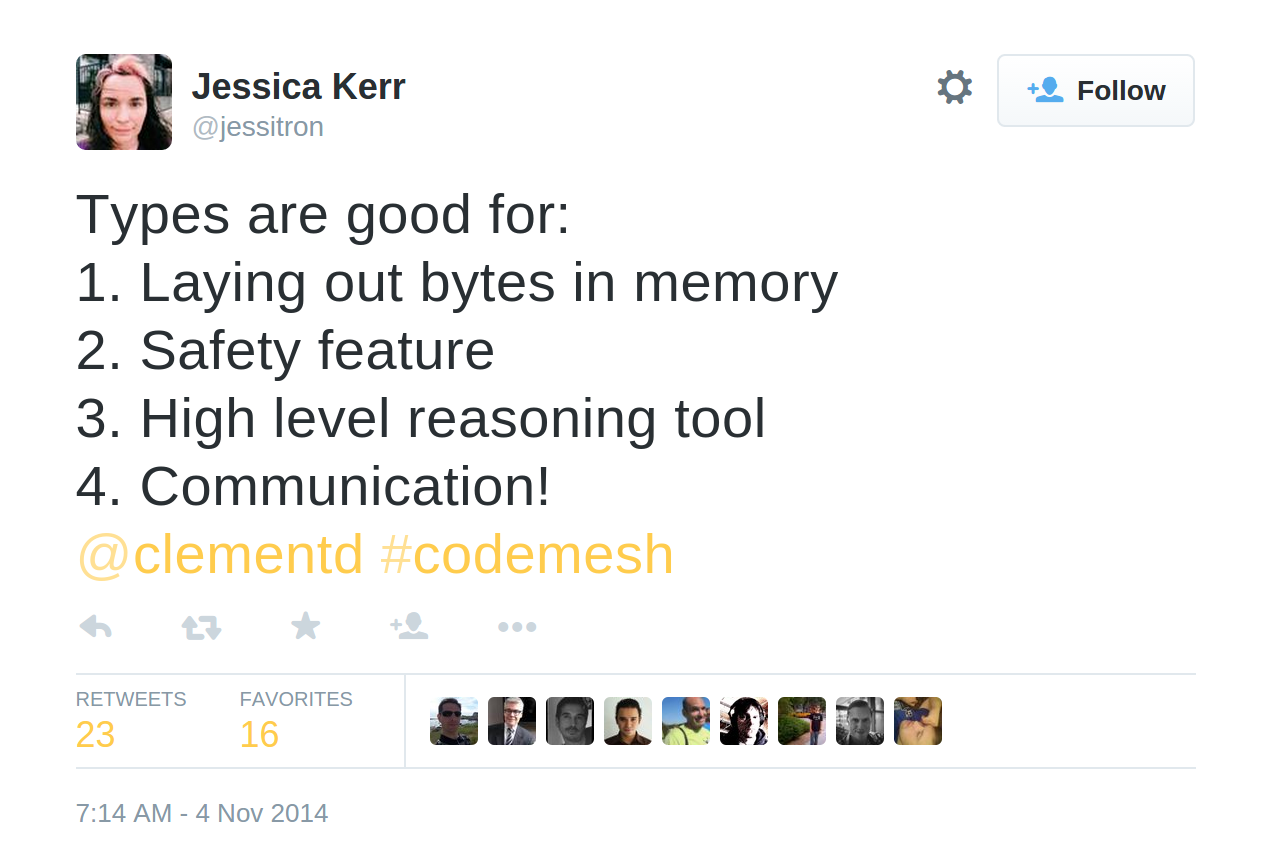 Jessica Kerr
@jessitron
Follow
Types are good for:
1. Laying out bytes in memory
2. Safety feature
3. High level reasoning tool
4. Communication!
@clementd #codemesh
RETWEETS
23
FAVORITES
16
7:14 AM - 4 Nov 2014